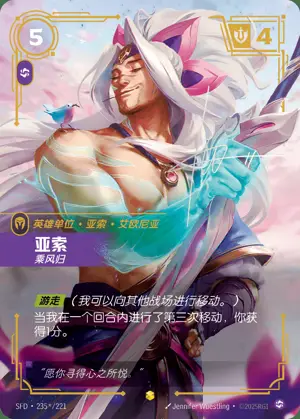 5
4
英雄单位·亚索·艾欧尼亚
亚索
乘风归
游走（我可以向其他战场进行移动。）
当我在一个回合内进行了第三次移动，你获
得1分。
“愿你寻得心之所悦。”
SFD · 235*/221
Jennifer Wuestling
©2025RGI